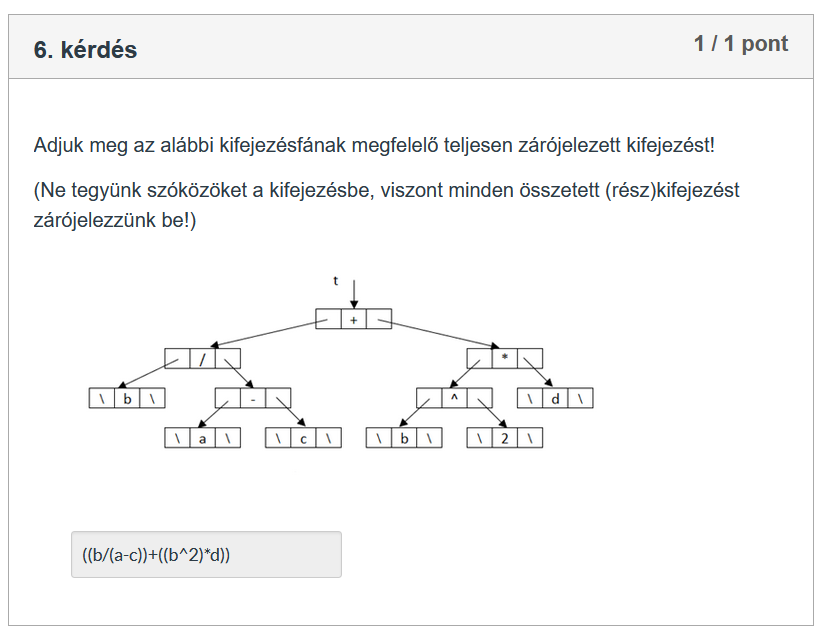 6. kérdés
1 / 1 pont
Adjuk meg az alábbi kifejezésfának megfelelő teljesen zárójelezett kifejezést!
(Ne tegyünk szóközöket a kifejezésbe, viszont minden összetett (rész)kifejezést
zárójelezzünk be!)
t
+
/ *
\ b \ - ^ \ d \
\ a \ \ c \ \ b \ \ 2 \
((b/(a-c))+((b^2)*d))